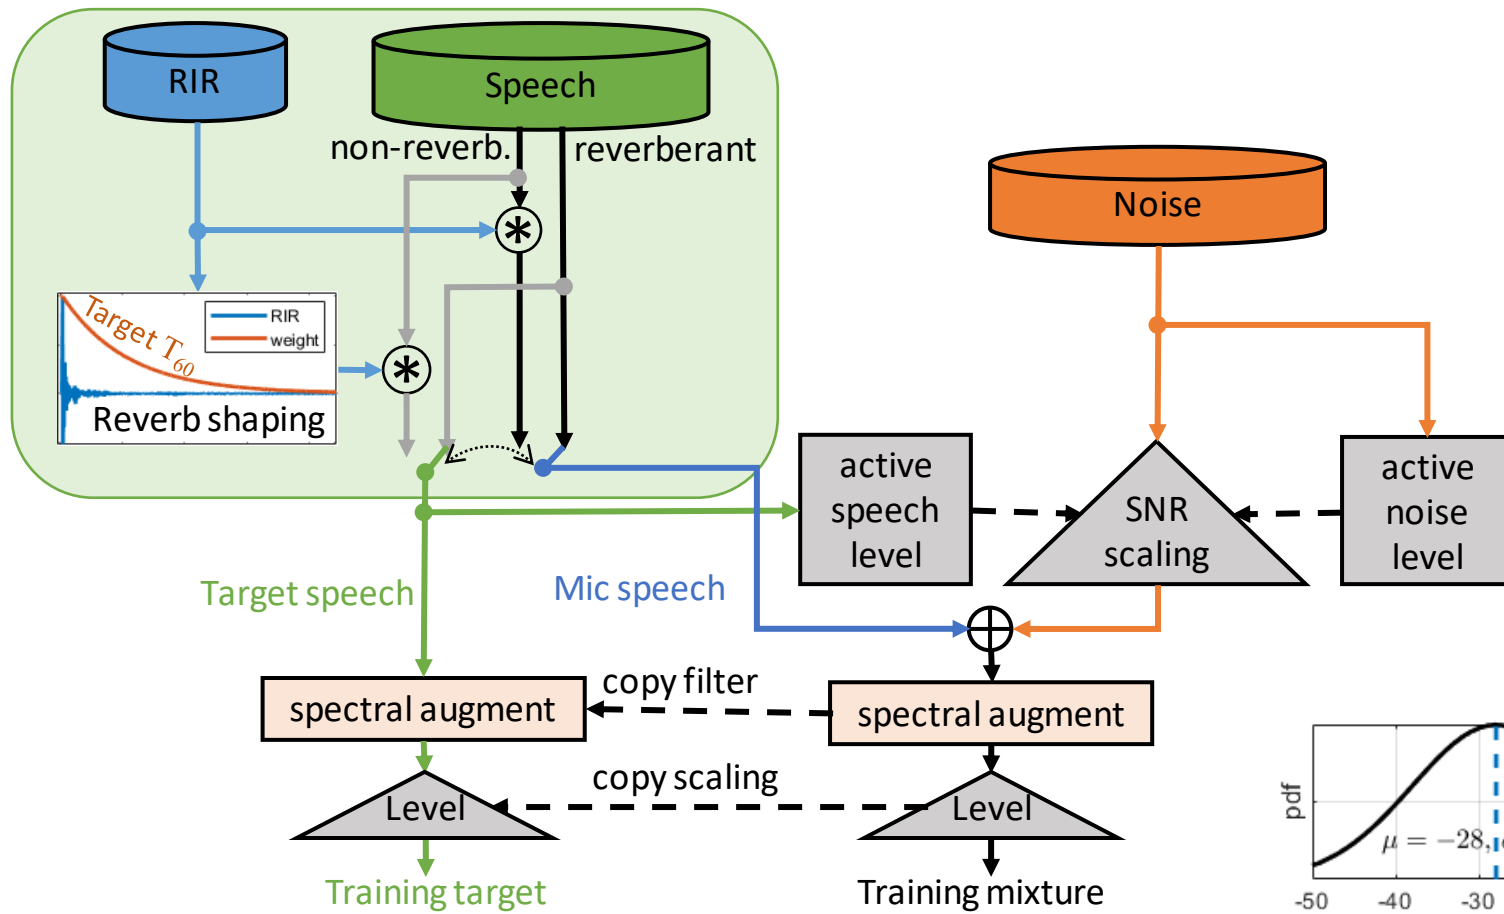 RIR
Speech
non-reverb.
reverberant
Noise
*
*
RIR
weight
Target T60
Reverb shaping
active
speech
level
SNR
scaling
active
noise
level
Target speech
Mic speech
copy filter
spectral augment
spectral augment
copy scaling
Level
Level
Training target
Training mixture
pdf
μ = −28,
-50
-40
-30